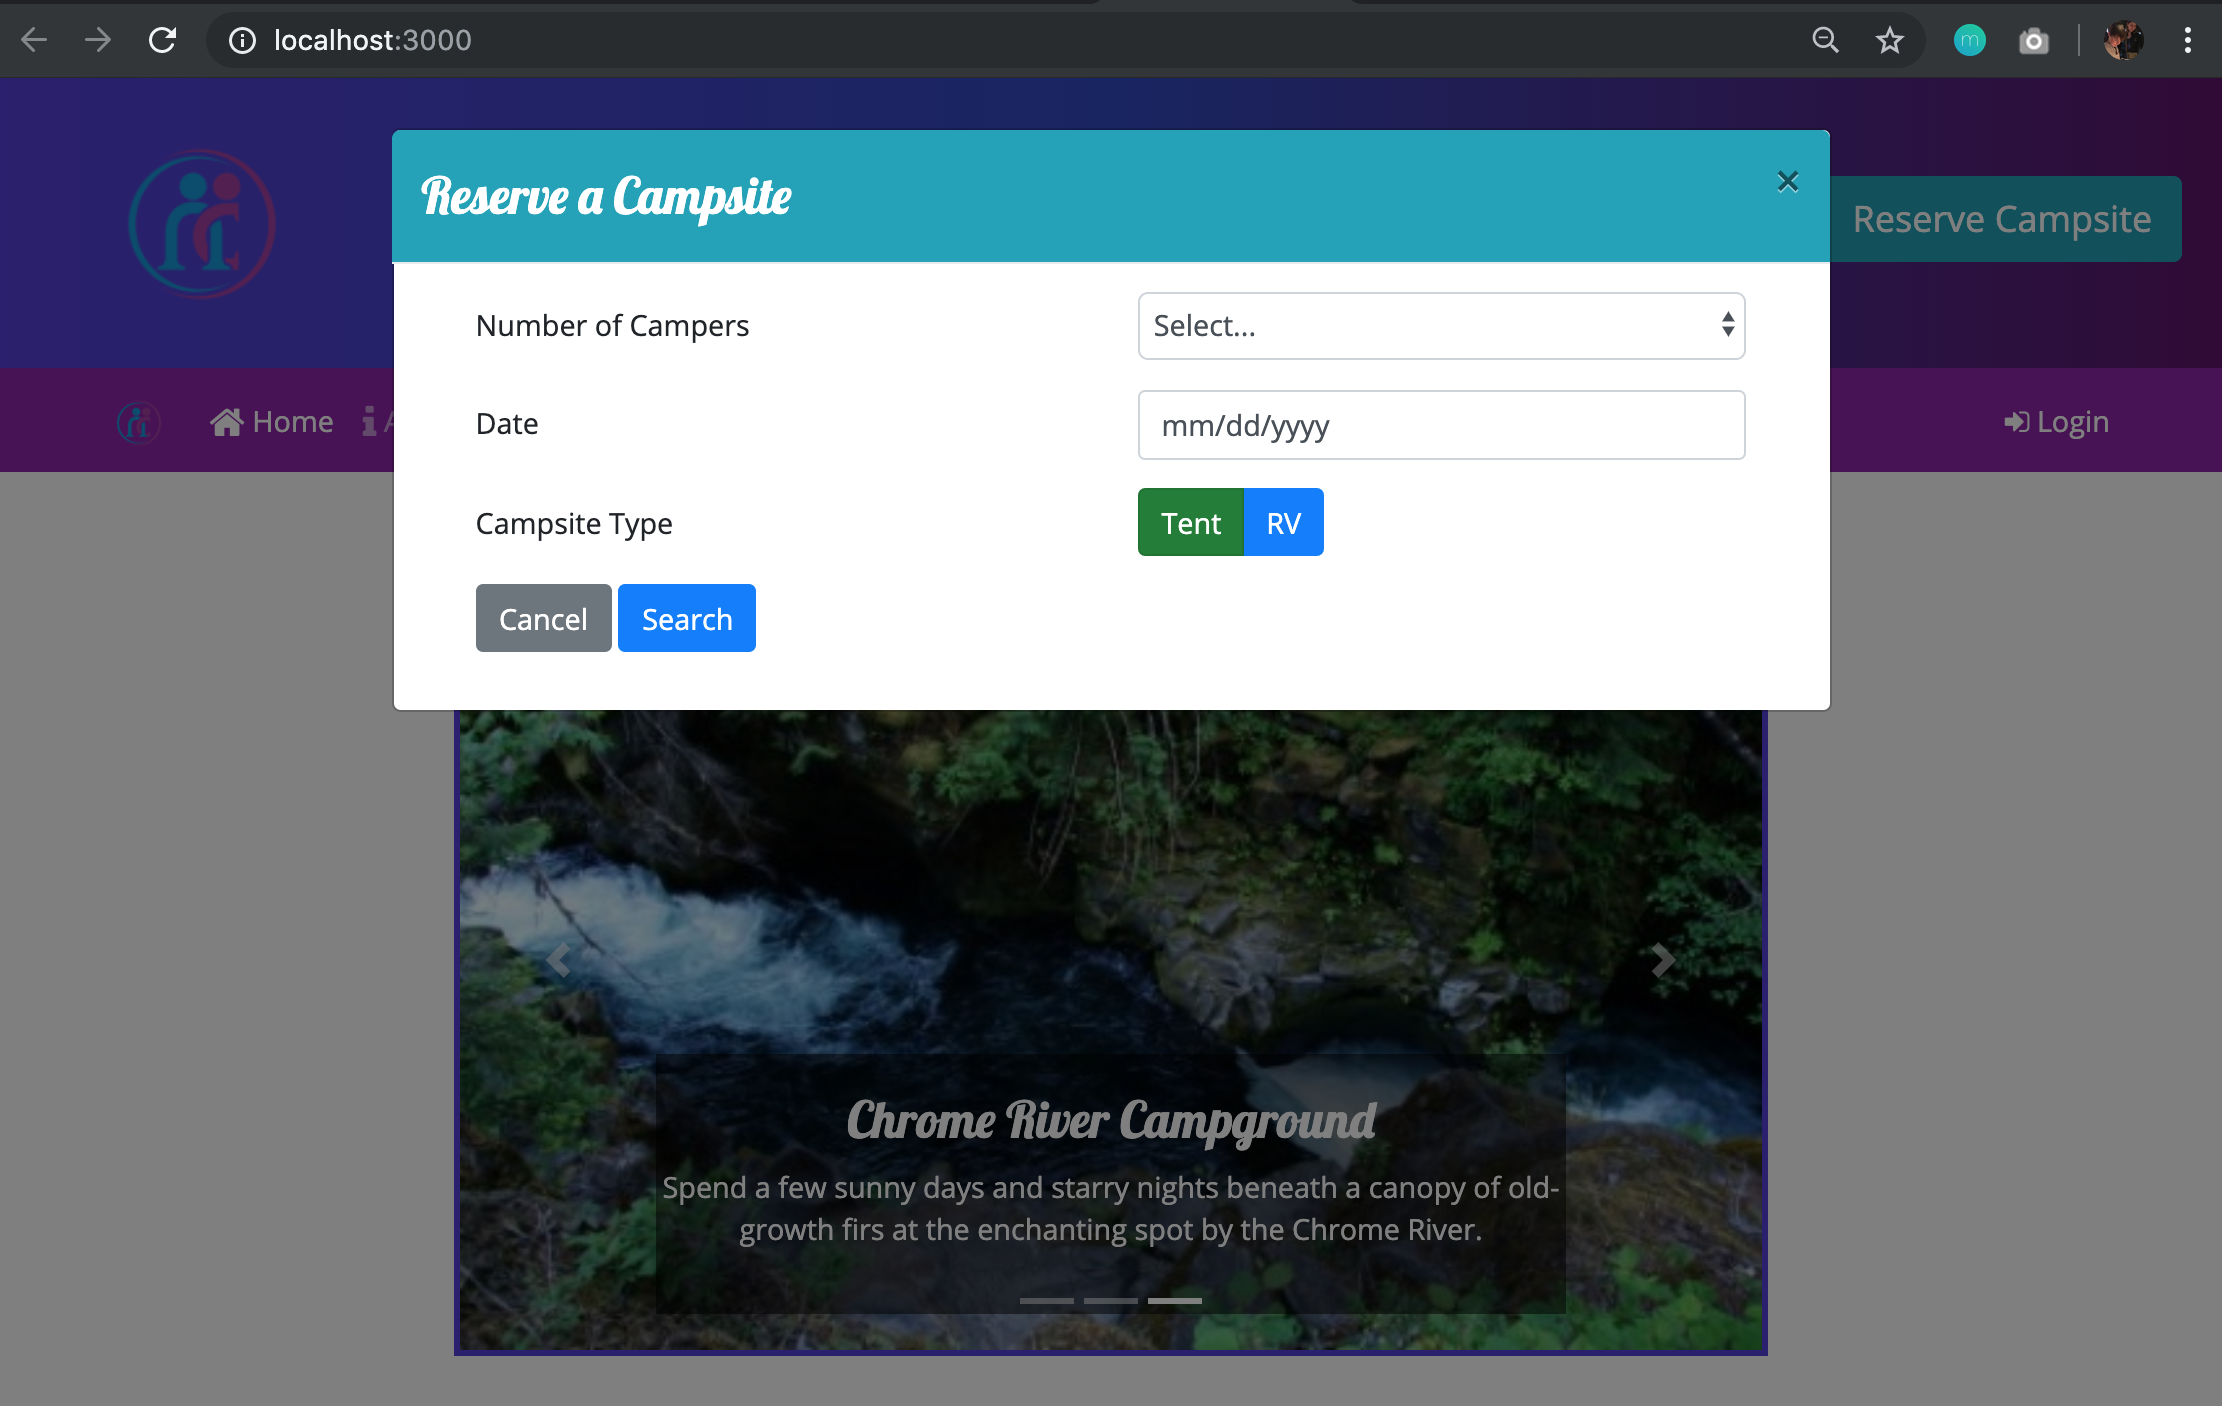 localhost:3000
m
Reserve a Campsite
×
Reserve Campsite
Number of Campers
Select...
Home
A
Date
mm/dd/yyyy
Login
Campsite Type
Tent
RV
Cancel
Search
Chrome River Campground
Spend a few sunny days and starry nights beneath a canopy of old-
growth firs at the enchanting spot by the Chrome River.